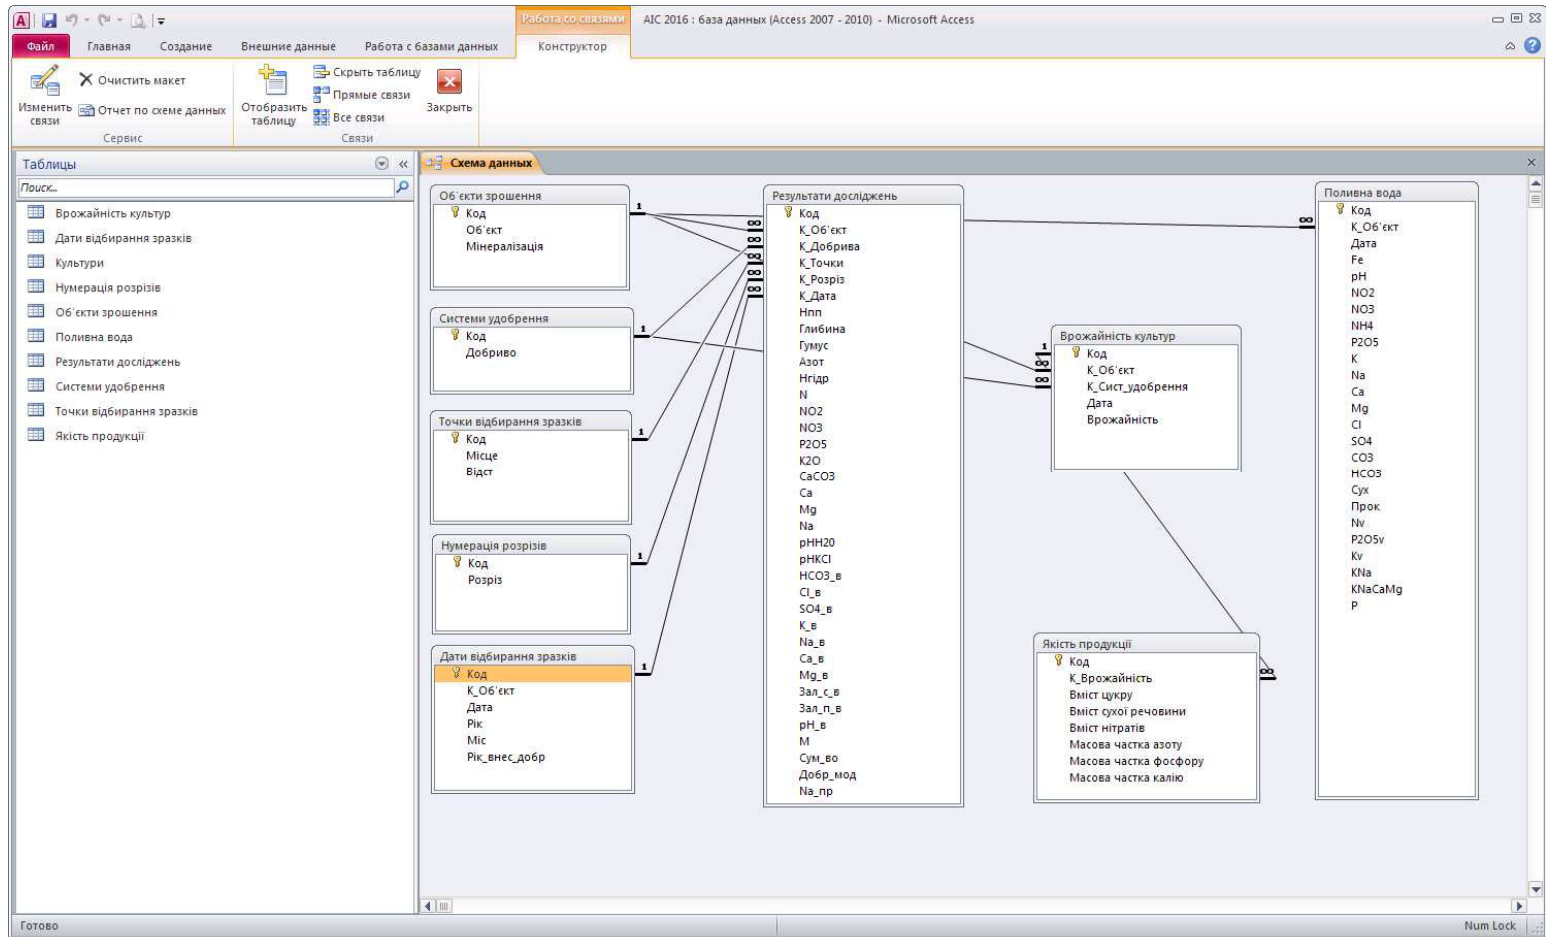 Работа со связями
AIC 2016 : база данных (Access 2007 - 2010) - Microsoft Access
Файл Главная Создание Внешние данные Работа с базами данных Конструктор
Изменить связи
Очистить макет
Отчет по схеме данных
Сервис
Отобразить таблицу
Скрыть таблицу
Прямые связи
Все связи
Связи
Закрыть
Таблицы
Поиск...
Врожайність культур
Дати відбирання зразків
Культури
Нумерація розрізів
Об'єкти зрошення
Поливна вода
Результати досліджень
Системи удобрення
Точки відбирання зразків
Якість продукції
Схема данных
Об'єкти зрошення
Код
Об'єкт
Мінералізація
1
Системи удобрення
Код
Добриво
1
Точки відбирання зразків
Код
Місце
Відст
1
Нумерація розрізів
Код
Розріз
1
Дати відбирання зразків
Код
К_Об'єкт
Дата
Рік
Міс
Рік_внес_добр
1
Результати досліджень
Код
К_Об'єкт
К_Добрива
К_Точки
К_Розріз
К_Дата
Нпп
Глибина
Гумус
Азот
Нгідр
N
NO2
NO3
P2O5
K2O
CaCO3
Ca
Mg
Na
pHH20
pHKCl
HCO3_в
Cl_в
SO4_в
K_в
Na_в
Ca_в
Mg_в
Зал_с_в
Зал_п_в
pH_в
М
Сум_во
Добр_мод
Na_пр
∞
∞
∞
∞
∞
Врожайність культур
Код
К_Об'єкт
К_Сист_удобрення
Дата
Врожайність
1
∞
∞
Якість продукції
Код
К_Врожайність
Вміст цукру
Вміст сухої речовини
Вміст нітратів
Масова частка азоту
Масова частка фосфору
Масова частка калію
∞
Поливна вода
Код
К_Об'єкт
Дата
Fe
pH
NO2
NO3
NH4
P2O5
K
Na
Ca
Mg
Cl
SO4
CO3
HCO3
Сух
Прок
Nv
P2O5v
Kv
KNa
KNaCaMg
P
∞
Готово
Num Lock